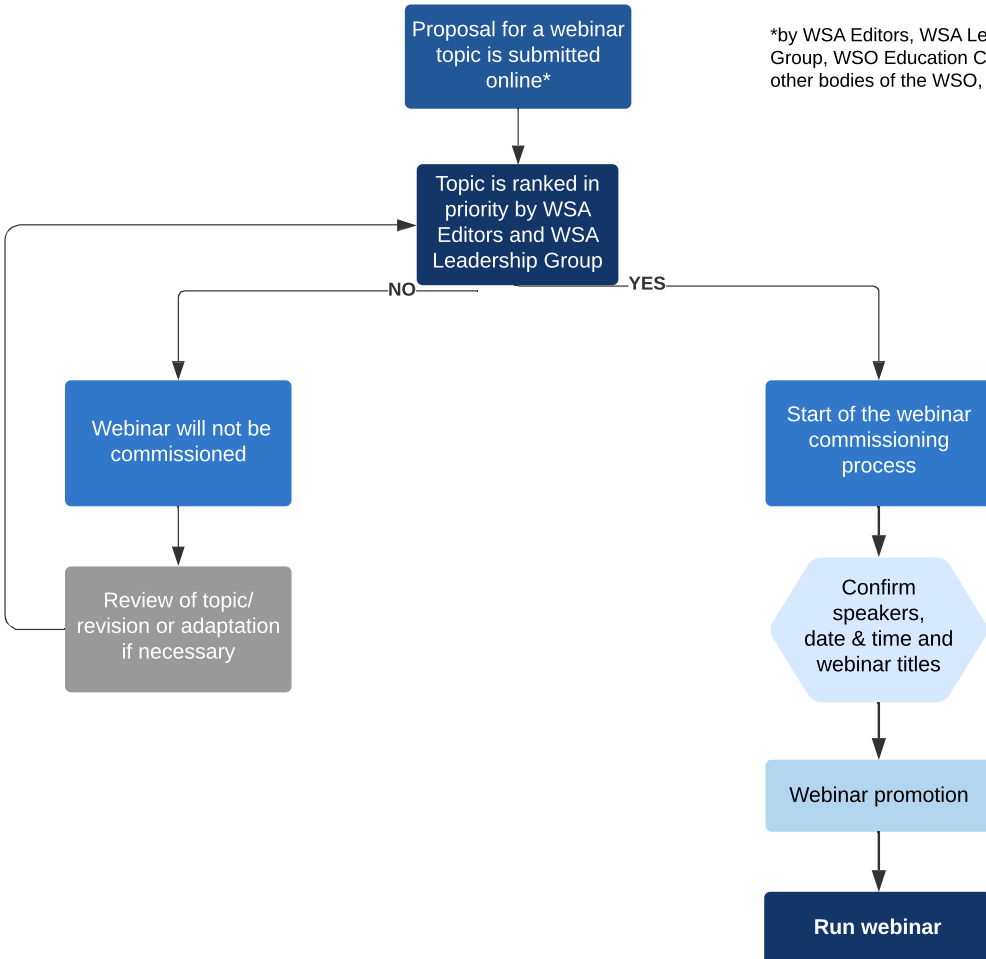 Proposal for a webinar
topic is submitted
online*
*by WSA Editors, WSA Le
Group, WSO Education C
other bodies of the WSO,
Topic is ranked in
priority by WSA
Editors and WSA
Leadership Group
NO
YES
Webinar will not be
commissioned
Start of the webinar
commissioning
process
Review of topic/
revision or adaptation
if necessary
Confirm
speakers,
date & time and
webinar titles
Webinar promotion
Run webinar